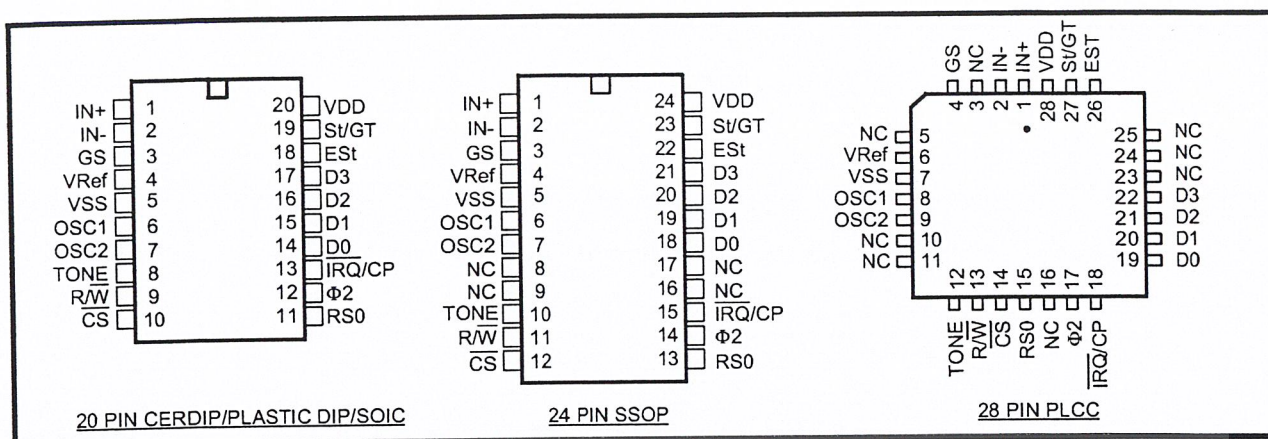 IN+ 1 20 VDD
IN- 2 19 St/GT
GS 3 18 ESt
VRef 4 17 D3
VSS 5 16 D2
OSC1 6 15 D1
OSC2 7 14 D0
TONE 8 13 I̅R̅Q̅/CP
R/W̅ 9 12 Φ2
C̅S̅ 10 11 RS0
20 PIN CERDIP/PLASTIC DIP/SOIC
IN+ 1 24 VDD
IN- 2 23 St/GT
GS 3 22 ESt
VRef 4 21 D3
VSS 5 20 D2
OSC1 6 19 D1
OSC2 7 18 D0
NC 8 17 NC
NC 9 16 NC
TONE 10 15 I̅R̅Q̅/CP
R/W̅ 11 14 Φ2
C̅S̅ 12 13 RS0
24 PIN SSOP
GS NC IN- IN+ VDD St/GT EST
4 3 2 1 28 27 26
NC 5 25 NC
VRef 6 24 NC
VSS 7 23 NC
OSC1 8 22 D3
OSC2 9 21 D2
NC 10 20 D1
NC 11 19 D0
12 13 14 15 16 17 18
TONE R/W̅ C̅S̅ RS0 NC Φ2 I̅R̅Q̅/CP
28 PIN PLCC